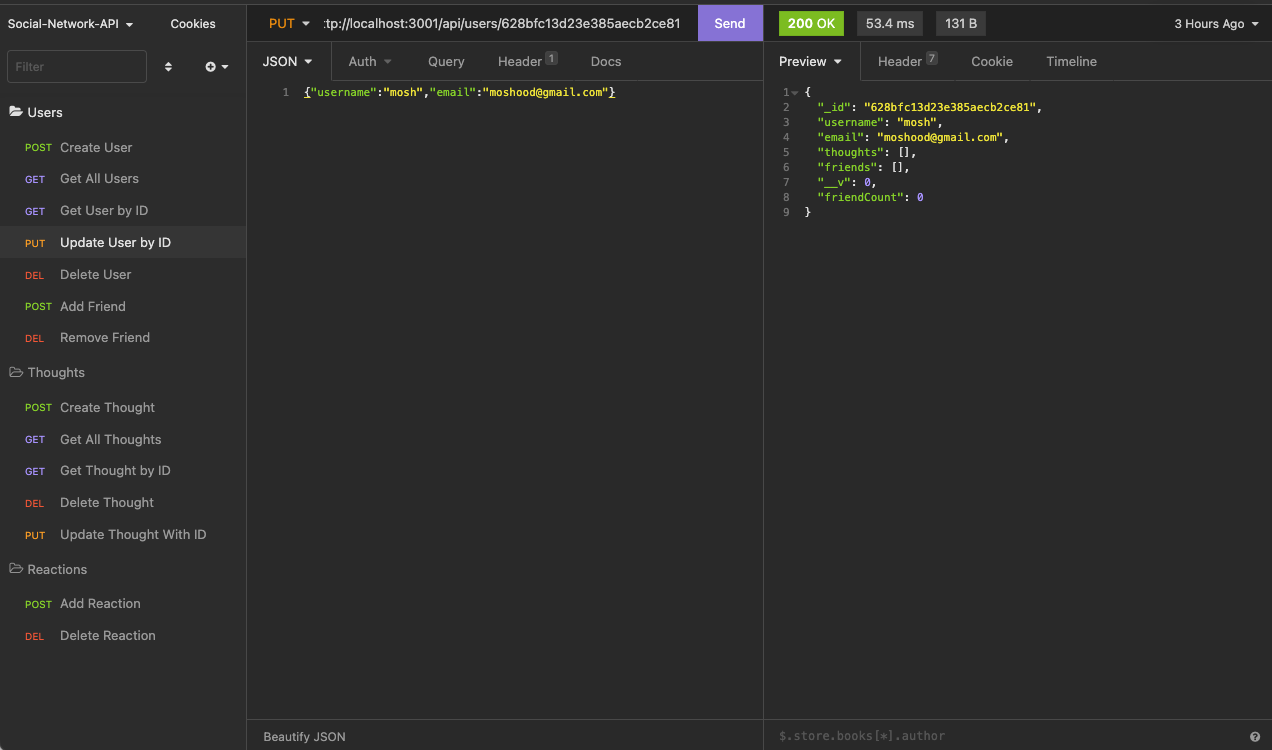 Social-Network-API
Cookies
PUT
:tp://localhost:3001/api/users/628bfc13d23e385aecb2ce81
Send
200 OK
53.4 ms
131 B
3 Hours Ago
Filter
JSON
Auth
Query
Header 1
Docs
Preview
Header 7
Cookie
Timeline
Users
POST Create User
GET Get All Users
GET Get User by ID
PUT Update User by ID
DEL Delete User
POST Add Friend
DEL Remove Friend
Thoughts
POST Create Thought
GET Get All Thoughts
GET Get Thought by ID
DEL Delete Thought
PUT Update Thought With ID
Reactions
POST Add Reaction
DEL Delete Reaction
1 {"username":"mosh","email":"moshood@gmail.com"}
Beautify JSON
1 {
2 "_id": "628bfc13d23e385aecb2ce81",
3 "username": "mosh",
4 "email": "moshood@gmail.com",
5 "thoughts": [],
6 "friends": [],
7 "__v": 0,
8 "friendCount": 0
9 }
$.store.books[*].author